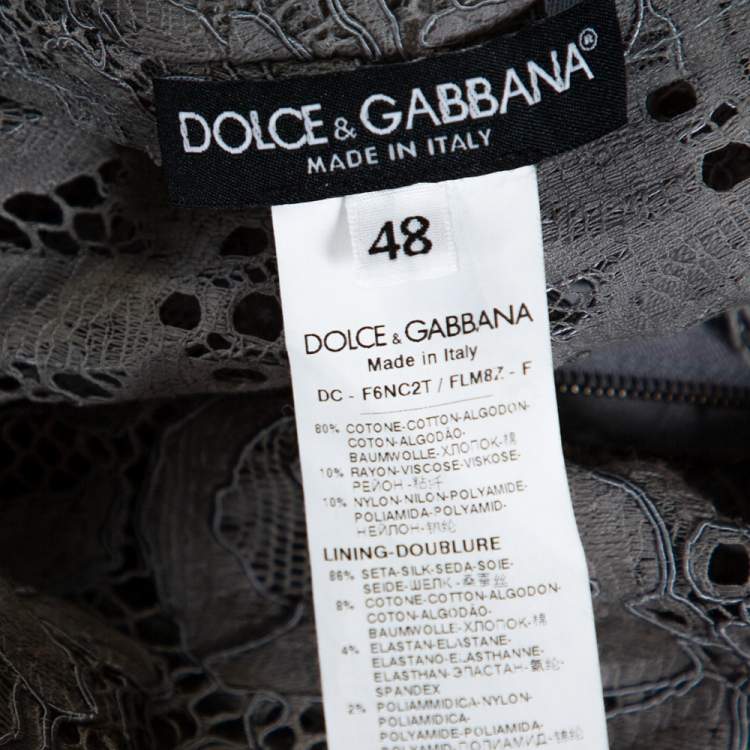 DOLCE & GABBANA®
MADE IN ITALY
48
DOLCE & GABBANA
Made in Italy
DC - F6NC2T / FLM8Z - F
80% COTONE-COTTON-ALGODON-
COTON-ALGODÃO-
BAUMWOLLE-ХЛОПОК-棉
10% RAYON-VISCOSE-VISKOSE-
РЕЙОН-粘纤
10% NYLON-NILON-POLYAMIDE-
POLIAMIDA-POLYAMID-
НЕЙЛОН-锦纶
LINING-DOUBLURE
86% SETA-SILK-SEDA-SOIE-
SEIDE-ШЕЛК-桑蚕丝
8% COTONE-COTTON-ALGODON-
COTON-ALGODÃO-
BAUMWOLLE-ХЛОПОК-棉
4% ELASTAN-ELASTANE-
ELASTANO-ELASTHANNE-
ELASTHAN-ЭЛАСТАН-氨纶-
SPANDEX
2% POLIAMMIDICA-NYLON-
POLIAMIDICA-
POLYAMIDE-POLYAMID-